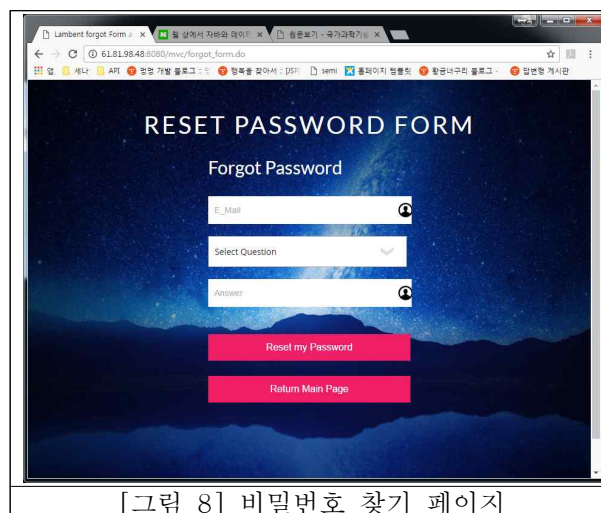 Lambent forgot Form a
웹 상에서 자바와 데이터
원문보기 - 국가과학기술
61.81.98.48:8080/mvc/forgot_form.do
앱 세나 API 멍멍 개발 블로그 :: 행복을 찾아서 :: [JSP] semi 홈페이지 템플릿 황금너구리 블로그 - 답변형 게시판
RESET PASSWORD FORM
Forgot Password
E_Mail
Select Question
Answer
Reset my Password
Return Main Page
[그림 8] 비밀번호 찾기 페이지